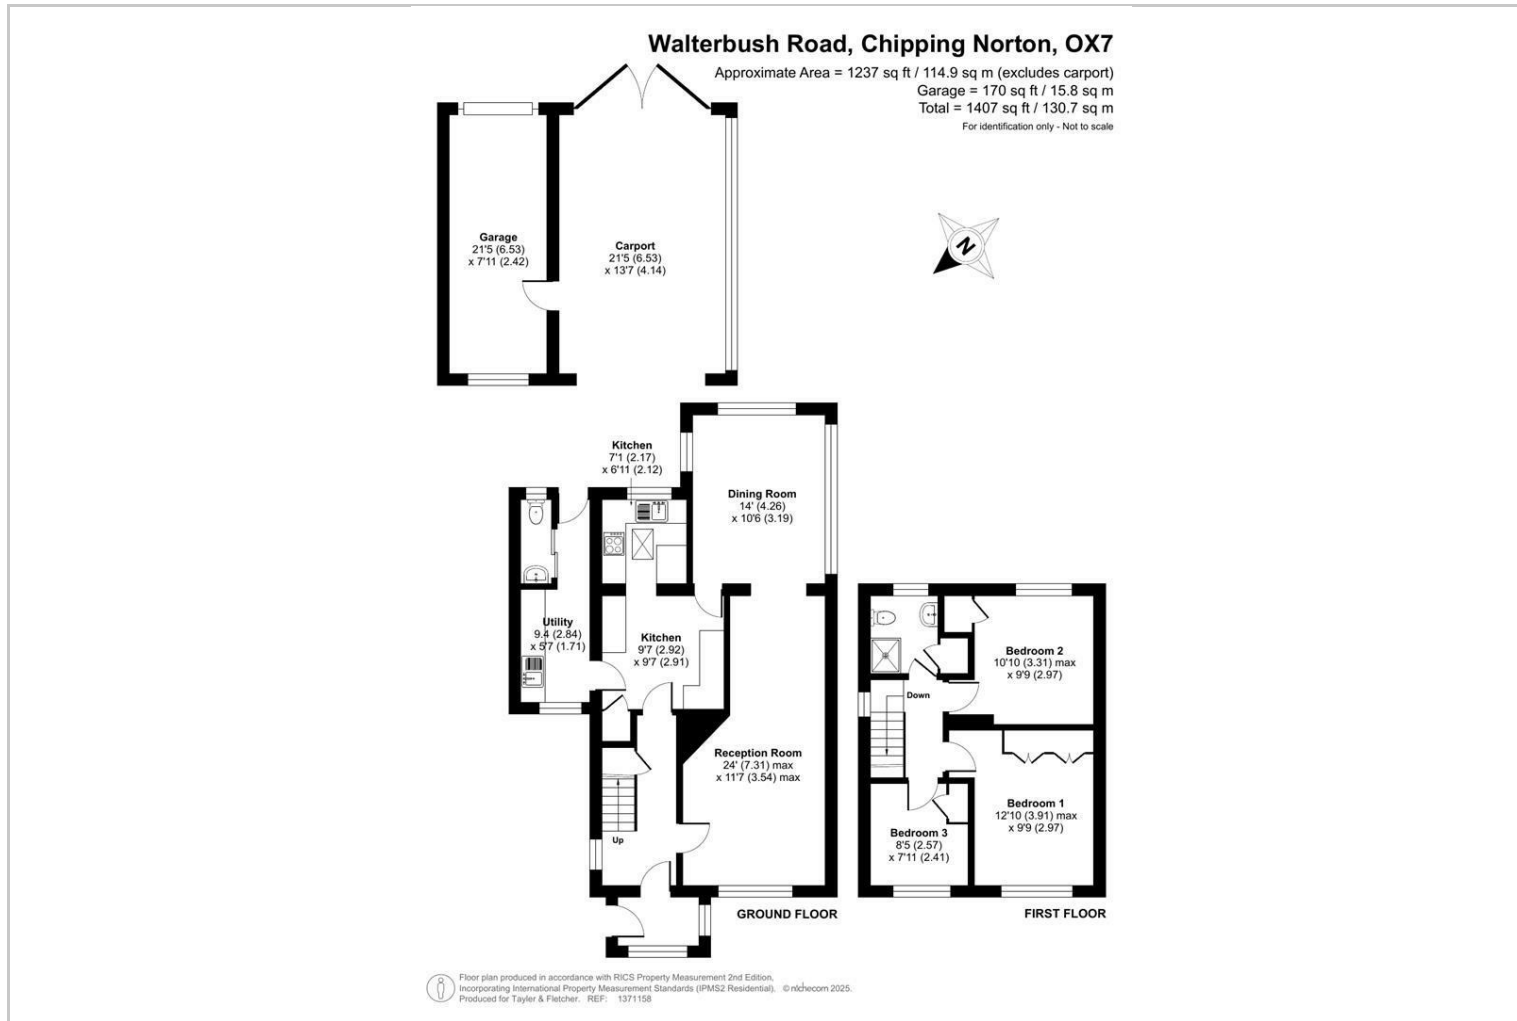 Walterbush Road, Chipping Norton, OX7
Approximate Area = 1237 sq ft / 114.9 sq m (excludes carport)
Garage = 170 sq ft / 15.8 sq m
Total = 1407 sq ft / 130.7 sq m
For identification only - Not to scale
N
Garage
21'5 (6.53)
x 7'11 (2.42)
Carport
21'5 (6.53)
x 13'7 (4.14)
Kitchen
7'1 (2.17)
x 6'11 (2.12)
Dining Room
14' (4.26)
x 10'6 (3.19)
Utility
9.4 (2.84)
x 5'7 (1.71)
Kitchen
9'7 (2.92)
x 9'7 (2.91)
Reception Room
24' (7.31) max
x 11'7 (3.54) max
Up
GROUND FLOOR
Bedroom 2
10'10 (3.31) max
x 9'9 (2.97)
Down
Bedroom 1
12'10 (3.91) max
x 9'9 (2.97)
Bedroom 3
8'5 (2.57)
x 7'11 (2.41)
FIRST FLOOR
Floor plan produced in accordance with RICS Property Measurement 2nd Edition.
Incorporating International Property Measurement Standards (IPMS2 Residential). © nichecom 2025.
Produced for Tayler & Fletcher. REF: 1371158